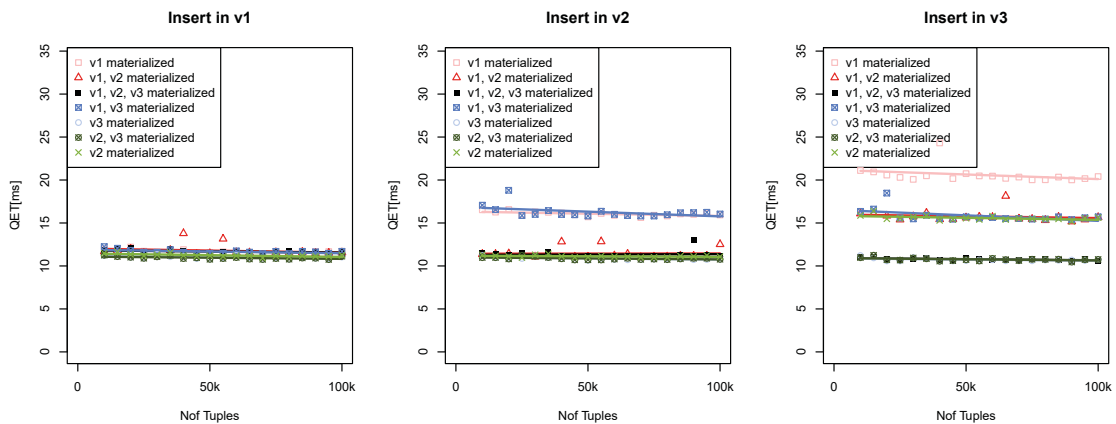 Insert in v1
QET[ms]
35
30
25
20
15
10
5
0
v1 materialized
v1, v2 materialized
v1, v2, v3 materialized
v1, v3 materialized
v3 materialized
v2, v3 materialized
v2 materialized
0
50k
100k
Nof Tuples
Insert in v2
QET[ms]
35
30
25
20
15
10
5
0
v1 materialized
v1, v2 materialized
v1, v2, v3 materialized
v1, v3 materialized
v3 materialized
v2, v3 materialized
v2 materialized
0
50k
100k
Nof Tuples
Insert in v3
QET[ms]
35
30
25
20
15
10
5
0
v1 materialized
v1, v2 materialized
v1, v2, v3 materialized
v1, v3 materialized
v3 materialized
v2, v3 materialized
v2 materialized
0
50k
100k
Nof Tuples